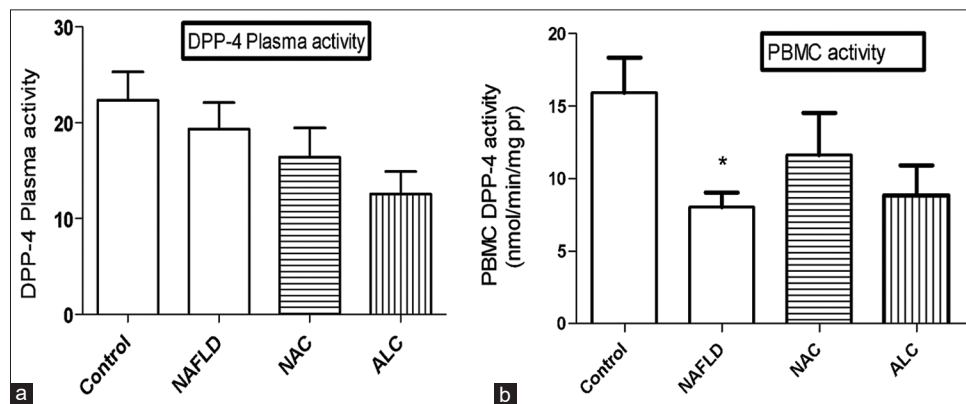 DPP-4 Plasma activity
DPP-4 Plasma activity
30
20
10
0
Control
NAFLD
NAC
ALC
a
PBMC activity
PBMC DPP-4 activity
(nmol/min/mg pr)
20
15
10
5
0
*
Control
NAFLD
NAC
ALC
b